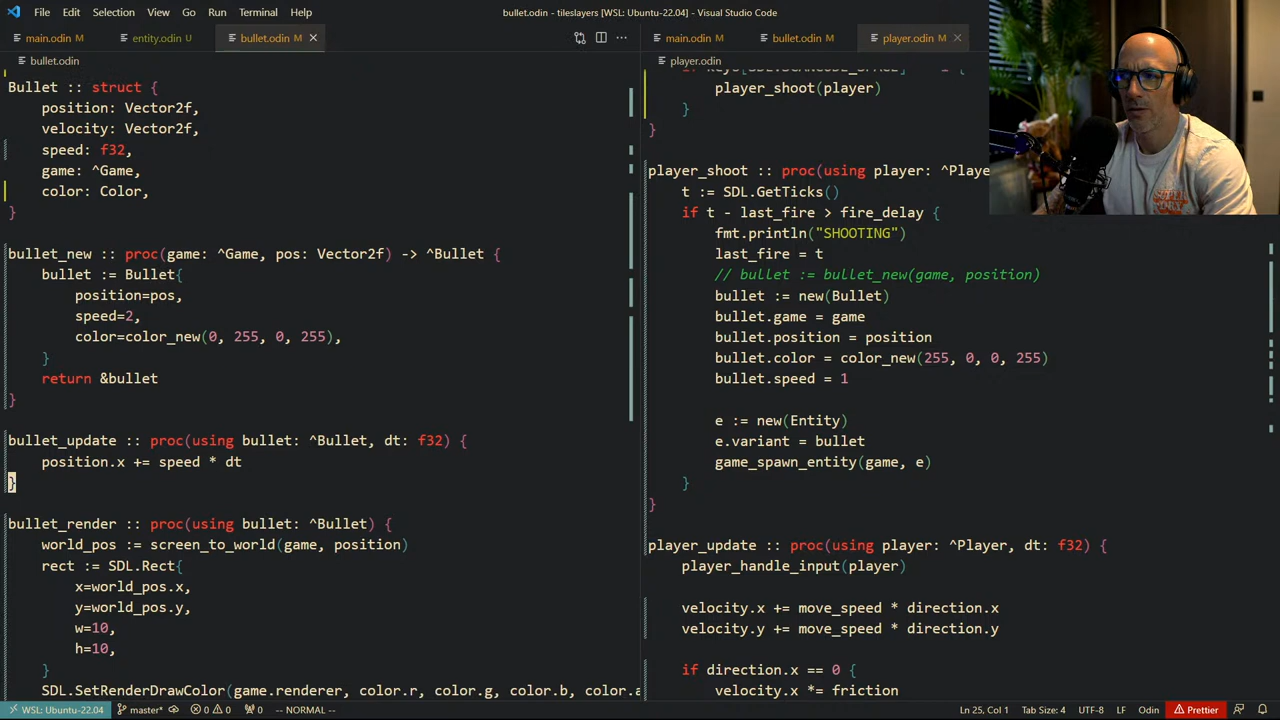 File Edit Selection View Go Run Terminal Help
bullet.odin - tileslayers [WSL: Ubuntu-22.04] - Visual Studio Code
main.odin M
entity.odin U
bullet.odin M
bullet.odin
Bullet :: struct {
position: Vector2f,
velocity: Vector2f,
speed: f32,
game: ^Game,
color: Color,
}
bullet_new :: proc(game: ^Game, pos: Vector2f) -> ^Bullet {
bullet := Bullet{
position=pos,
speed=2,
color=color_new(0, 255, 0, 255),
}
return &bullet
}
bullet_update :: proc(using bullet: ^Bullet, dt: f32) {
position.x += speed * dt
}
bullet_render :: proc(using bullet: ^Bullet) {
world_pos := screen_to_world(game, position)
rect := SDL.Rect{
x=world_pos.x,
y=world_pos.y,
w=10,
h=10,
}
SDL.SetRenderDrawColor(game.renderer, color.r, color.g, color.b, color.a
main.odin M
bullet.odin M
player.odin M
player.odin
player_shoot(player)
}
}
player_shoot :: proc(using player: ^Playe
t := SDL.GetTicks()
if t - last_fire > fire_delay {
fmt.println("SHOOTING")
last_fire = t
// bullet := bullet_new(game, position)
bullet := new(Bullet)
bullet.game = game
bullet.position = position
bullet.color = color_new(255, 0, 0, 255)
bullet.speed = 1
e := new(Entity)
e.variant = bullet
game_spawn_entity(game, e)
}
}
player_update :: proc(using player: ^Player, dt: f32) {
player_handle_input(player)
velocity.x += move_speed * direction.x
velocity.y += move_speed * direction.y
if direction.x == 0 {
velocity.x *= friction
WSL: Ubuntu-22.04 master* 0 0 0 -- NORMAL -- Ln 25, Col 1 Tab Size: 4 UTF-8 LF Odin Prettier